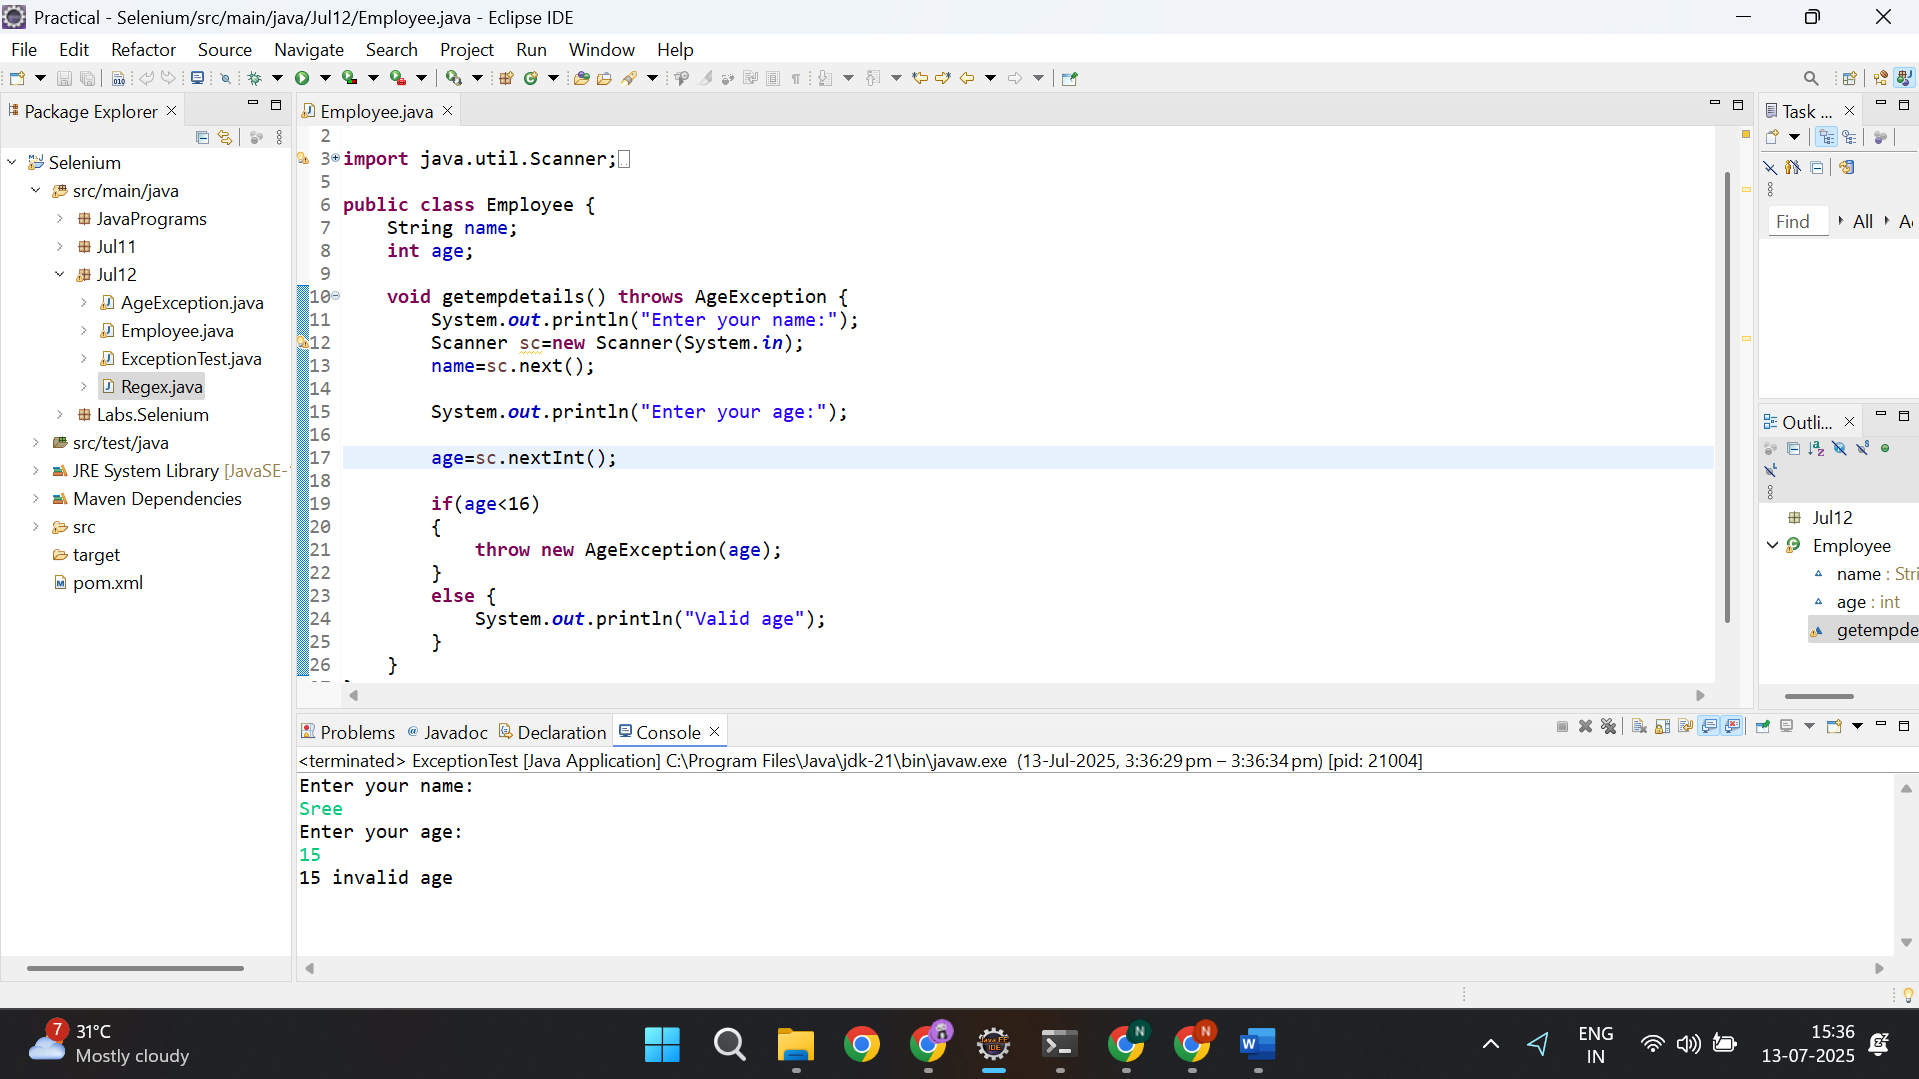 Practical - Selenium/src/main/java/Jul12/Employee.java - Eclipse IDE
File Edit Refactor Source Navigate Search Project Run Window Help
Package Explorer
Selenium
src/main/java
JavaPrograms
Jul11
Jul12
AgeException.java
Employee.java
ExceptionTest.java
Regex.java
Labs.Selenium
src/test/java
JRE System Library [JavaSE-
Maven Dependencies
src
target
pom.xml
Employee.java
2
3 import java.util.Scanner;
5
6 public class Employee {
7 String name;
8 int age;
9
10 void getempdetails() throws AgeException {
11 System.out.println("Enter your name:");
12 Scanner sc=new Scanner(System.in);
13 name=sc.next();
14
15 System.out.println("Enter your age:");
16
17 age=sc.nextInt();
18
19 if(age<16)
20 {
21 throw new AgeException(age);
22 }
23 else {
24 System.out.println("Valid age");
25 }
26 }
Task ...
Find All
Outli...
Jul12
Employee
name : Stri
age : int
getempde
Problems Javadoc Declaration Console
<terminated> ExceptionTest [Java Application] C:\Program Files\Java\jdk-21\bin\javaw.exe (13-Jul-2025, 3:36:29 pm – 3:36:34 pm) [pid: 21004]
Enter your name:
Sree
Enter your age:
15
15 invalid age
7
31°C
Mostly cloudy
N
N
W
ENG
IN
15:36
13-07-2025